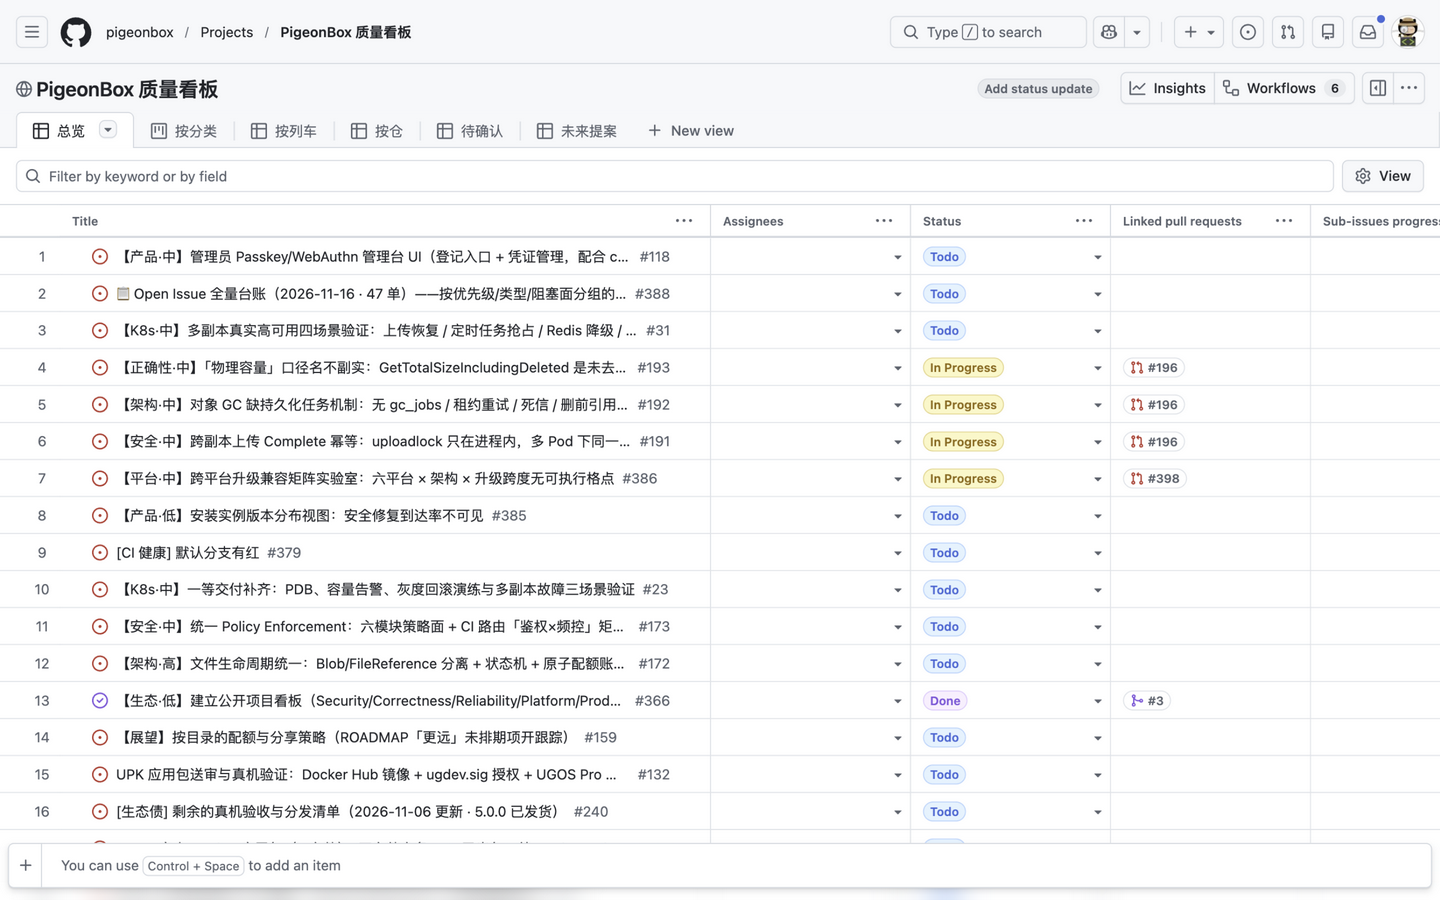 pigeonbox / Projects / PigeonBox 质量看板
Type / to search
PigeonBox 质量看板
Add status update
Insights
Workflows 6
总览
按分类
按列车
按仓
待确认
未来提案
New view
Filter by keyword or by field
View
Title Assignees Status Linked pull requests Sub-issues progress
1 【产品·中】管理员 Passkey/WebAuthn 管理台 UI（登记入口 + 凭证管理，配合 c... #118 Todo
2 📋 Open Issue 全量台账（2026-11-16 · 47 单）——按优先级/类型/阻塞面分组的... #388 Todo
3 【K8s·中】多副本真实高可用四场景验证：上传恢复 / 定时任务抢占 / Redis 降级 / ... #31 Todo
4 【正确性·中】「物理容量」口径名不副实：GetTotalSizeIncludingDeleted 是未去... #193 In Progress #196
5 【架构·中】对象 GC 缺持久化任务机制：无 gc_jobs / 租约重试 / 死信 / 删前引用... #192 In Progress #196
6 【安全·中】跨副本上传 Complete 幂等：uploadlock 只在进程内，多 Pod 下同一... #191 In Progress #196
7 【平台·中】跨平台升级兼容矩阵实验室：六平台 × 架构 × 升级跨度无可执行格点 #386 In Progress #398
8 【产品·低】安装实例版本分布视图：安全修复到达率不可见 #385 Todo
9 [CI 健康] 默认分支有红 #379 Todo
10 【K8s·中】一等交付补齐：PDB、容量告警、灰度回滚演练与多副本故障三场景验证 #23 Todo
11 【安全·中】统一 Policy Enforcement：六模块策略面 + CI 路由「鉴权×频控」矩... #173 Todo
12 【架构·高】文件生命周期统一：Blob/FileReference 分离 + 状态机 + 原子配额账... #172 Todo
13 【生态·低】建立公开项目看板（Security/Correctness/Reliability/Platform/Prod... #366 Done #3
14 【展望】按目录的配额与分享策略（ROADMAP「更远」未排期项开跟踪） #159 Todo
15 UPK 应用包送审与真机验证：Docker Hub 镜像 + ugdev.sig 授权 + UGOS Pro ... #132 Todo
16 [生态债] 剩余的真机验收与分发清单（2026-11-06 更新 · 5.0.0 已发货） #240 Todo
You can use Control + Space to add an item